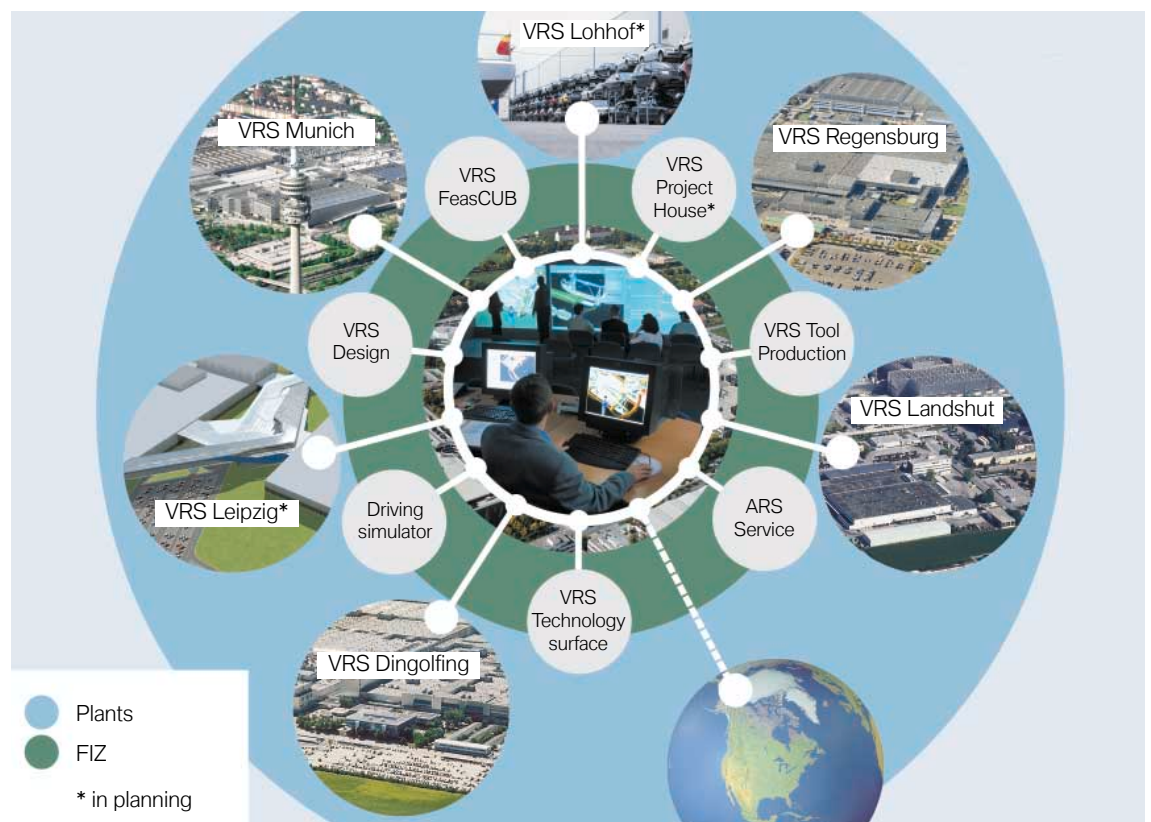 VRS Lohhof*
VRS Munich
VRS Regensburg
VRS
FeasCUB
VRS
Project
House*
VRS
Design
VRS Tool
Production
VRS Landshut
VRS Leipzig*
Driving
simulator
ARS
Service
VRS
Technology
surface
VRS Dingolfing
Plants
FIZ
* in planning